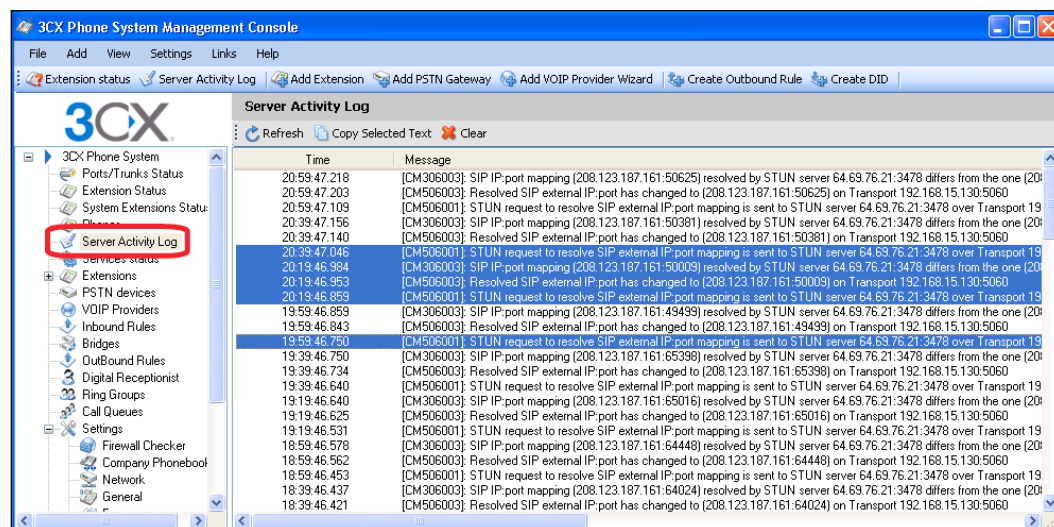 3CX Phone System Management Console
File Add View Settings Links Help
Extension status Server Activity Log Add Extension Add PSTN Gateway Add VOIP Provider Wizard Create Outbound Rule Create DID
3CX
Server Activity Log
Refresh Copy Selected Text Clear
3CX Phone System
Ports/Trunks Status
Extension Status
System Extensions Statu
Server Activity Log
Services status
Extensions
PSTN devices
VOIP Providers
Inbound Rules
Bridges
OutBound Rules
Digital Receptionist
Ring Groups
Call Queues
Settings
Firewall Checker
Company Phonebook
Network
General
Time Message
20:59:47.218 [CM306003]: SIP IP:port mapping (208.123.187.161:50625) resolved by STUN server 64.69.76.21:3478 differs from the one (208
20:59:47.203 [CM506003]: Resolved SIP external IP:port has changed to (208.123.187.161:50625) on Transport 192.168.15.130:5060
20:59:47.109 [CM506001]: STUN request to resolve SIP external IP:port mapping is sent to STUN server 64.69.76.21:3478 over Transport 19
20:39:47.156 [CM306003]: SIP IP:port mapping (208.123.187.161:50381) resolved by STUN server 64.69.76.21:3478 differs from the one (208
20:39:47.140 [CM506003]: Resolved SIP external IP:port has changed to (208.123.187.161:50381) on Transport 192.168.15.130:5060
20:39:47.046 [CM506001]: STUN request to resolve SIP external IP:port mapping is sent to STUN server 64.69.76.21:3478 over Transport 19
20:19:46.984 [CM306003]: SIP IP:port mapping (208.123.187.161:50009) resolved by STUN server 64.69.76.21:3478 differs from the one (208
20:19:46.953 [CM506003]: Resolved SIP external IP:port has changed to (208.123.187.161:50009) on Transport 192.168.15.130:5060
20:19:46.859 [CM506001]: STUN request to resolve SIP external IP:port mapping is sent to STUN server 64.69.76.21:3478 over Transport 19
19:59:46.859 [CM306003]: SIP IP:port mapping (208.123.187.161:49499) resolved by STUN server 64.69.76.21:3478 differs from the one (208
19:59:46.843 [CM506003]: Resolved SIP external IP:port has changed to (208.123.187.161:49499) on Transport 192.168.15.130:5060
19:59:46.750 [CM506001]: STUN request to resolve SIP external IP:port mapping is sent to STUN server 64.69.76.21:3478 over Transport 19
19:39:46.750 [CM306003]: SIP IP:port mapping (208.123.187.161:65398) resolved by STUN server 64.69.76.21:3478 differs from the one (208
19:39:46.734 [CM506003]: Resolved SIP external IP:port has changed to (208.123.187.161:65398) on Transport 192.168.15.130:5060
19:39:46.640 [CM506001]: STUN request to resolve SIP external IP:port mapping is sent to STUN server 64.69.76.21:3478 over Transport 19
19:19:46.640 [CM306003]: SIP IP:port mapping (208.123.187.161:65016) resolved by STUN server 64.69.76.21:3478 differs from the one (208
19:19:46.625 [CM506003]: Resolved SIP external IP:port has changed to (208.123.187.161:65016) on Transport 192.168.15.130:5060
19:19:46.531 [CM506001]: STUN request to resolve SIP external IP:port mapping is sent to STUN server 64.69.76.21:3478 over Transport 19
18:59:46.578 [CM306003]: SIP IP:port mapping (208.123.187.161:64448) resolved by STUN server 64.69.76.21:3478 differs from the one (208
18:59:46.562 [CM506003]: Resolved SIP external IP:port has changed to (208.123.187.161:64448) on Transport 192.168.15.130:5060
18:59:46.453 [CM506001]: STUN request to resolve SIP external IP:port mapping is sent to STUN server 64.69.76.21:3478 over Transport 19
18:39:46.437 [CM306003]: SIP IP:port mapping (208.123.187.161:64024) resolved by STUN server 64.69.76.21:3478 differs from the one (208
18:39:46.421 [CM506003]: Resolved SIP external IP:port has changed to (208.123.187.161:64024) on Transport 192.168.15.130:5060